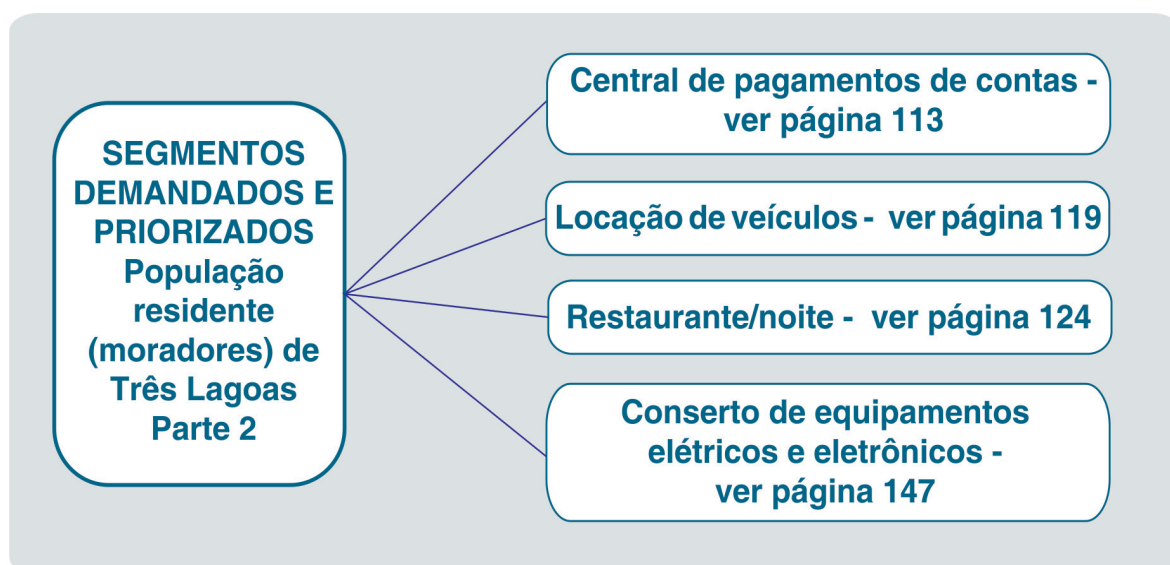 SEGMENTOS
DEMANDADOS E
PRIORIZADOS
População
residente
(moradores) de
Três Lagoas
Parte 2
Central de pagamentos de contas -
ver página 113
Locação de veículos - ver página 119
Restaurante/noite - ver página 124
Conserto de equipamentos
elétricos e eletrônicos -
ver página 147